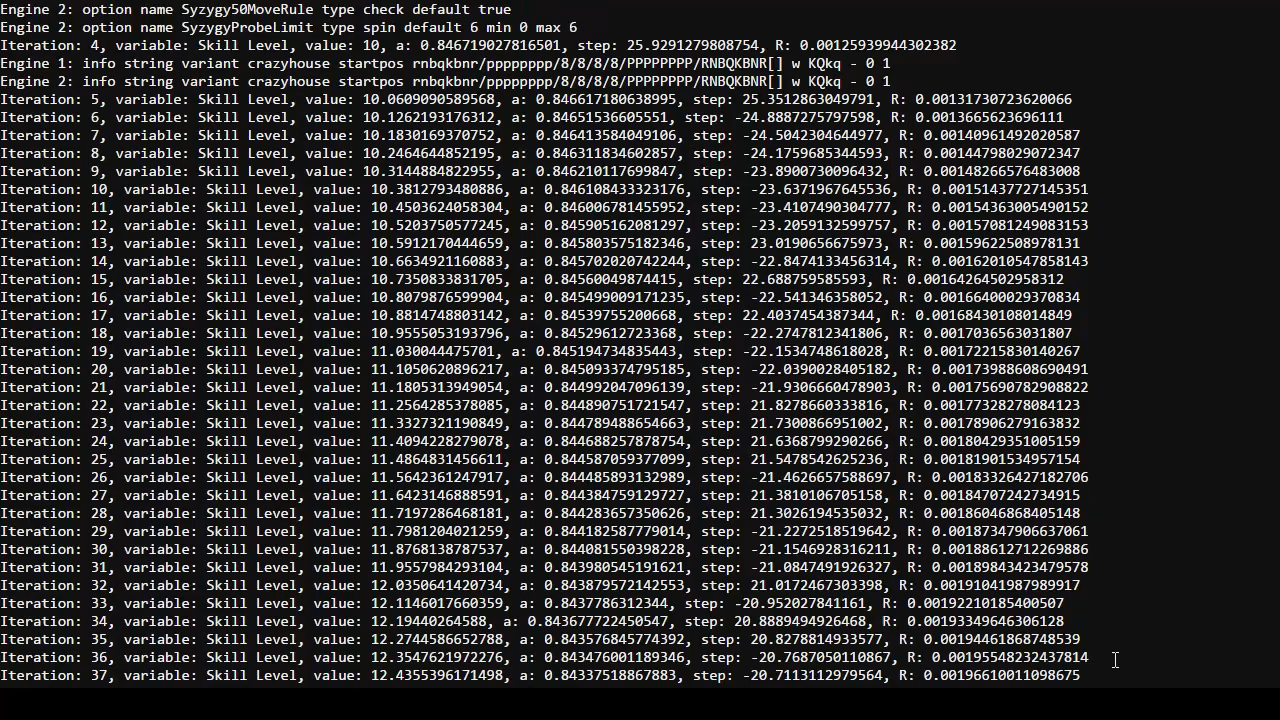 Engine 2: option name Syzygy50MoveRule type check default true
Engine 2: option name SyzygyProbeLimit type spin default 6 min 0 max 6
Iteration: 4, variable: Skill Level, value: 10, a: 0.846719027816501, step: 25.9291279808754, R: 0.00125939944302382
Engine 1: info string variant crazyhouse startpos rnbqkbnr/pppppppp/8/8/8/8/PPPPPPPP/RNBQKBNR[] w KQkq - 0 1
Engine 2: info string variant crazyhouse startpos rnbqkbnr/pppppppp/8/8/8/8/PPPPPPPP/RNBQKBNR[] w KQkq - 0 1
Iteration: 5, variable: Skill Level, value: 10.0609090589568, a: 0.846617180638995, step: 25.3512863049791, R: 0.00131730723620066
Iteration: 6, variable: Skill Level, value: 10.1262193176312, a: 0.84651536605551, step: -24.8887275797598, R: 0.0013665623696111
Iteration: 7, variable: Skill Level, value: 10.1830169370752, a: 0.846413584049106, step: -24.5042304644977, R: 0.00140961492020587
Iteration: 8, variable: Skill Level, value: 10.2464644852195, a: 0.846311834602857, step: -24.1759685344593, R: 0.00144798029072347
Iteration: 9, variable: Skill Level, value: 10.3144884822955, a: 0.846210117699847, step: -23.8900730096432, R: 0.00148266576483008
Iteration: 10, variable: Skill Level, value: 10.3812793480886, a: 0.846108433323176, step: -23.6371967645536, R: 0.00151437727145351
Iteration: 11, variable: Skill Level, value: 10.4503624058304, a: 0.846006781455952, step: -23.4107490304777, R: 0.00154363005490152
Iteration: 12, variable: Skill Level, value: 10.5203750577245, a: 0.845905162081297, step: -23.2059132599757, R: 0.00157081249083153
Iteration: 13, variable: Skill Level, value: 10.5912170444659, a: 0.845803575182346, step: 23.0190656675973, R: 0.00159622508978131
Iteration: 14, variable: Skill Level, value: 10.6634921160883, a: 0.845702020742244, step: -22.8474133456314, R: 0.00162010547858143
Iteration: 15, variable: Skill Level, value: 10.7350833831705, a: 0.84560049874415, step: 22.688759585593, R: 0.00164264502958312
Iteration: 16, variable: Skill Level, value: 10.8079876599904, a: 0.845499009171235, step: -22.541346358052, R: 0.00166400029370834
Iteration: 17, variable: Skill Level, value: 10.8814748803142, a: 0.84539755200668, step: 22.4037454387344, R: 0.00168430108014849
Iteration: 18, variable: Skill Level, value: 10.9555053193796, a: 0.84529612723368, step: -22.2747812341806, R: 0.0017036563031807
Iteration: 19, variable: Skill Level, value: 11.030044475701, a: 0.845194734835443, step: -22.1534748618028, R: 0.00172215830140267
Iteration: 20, variable: Skill Level, value: 11.1050620896217, a: 0.845093374795185, step: -22.0390028405182, R: 0.00173988608690491
Iteration: 21, variable: Skill Level, value: 11.1805313949054, a: 0.844992047096139, step: -21.9306660478903, R: 0.00175690782908822
Iteration: 22, variable: Skill Level, value: 11.2564285378085, a: 0.844890751721547, step: 21.8278660333816, R: 0.00177328278084123
Iteration: 23, variable: Skill Level, value: 11.3327321190849, a: 0.844789488654663, step: 21.7300866951002, R: 0.00178906279163832
Iteration: 24, variable: Skill Level, value: 11.4094228279078, a: 0.844688257878754, step: 21.6368799290266, R: 0.00180429351005159
Iteration: 25, variable: Skill Level, value: 11.4864831456611, a: 0.844587059377099, step: 21.5478542625236, R: 0.00181901534957154
Iteration: 26, variable: Skill Level, value: 11.5642361247917, a: 0.844485893132989, step: -21.4626657588697, R: 0.00183326427182706
Iteration: 27, variable: Skill Level, value: 11.6423146888591, a: 0.844384759129727, step: 21.3810106705158, R: 0.00184707242734915
Iteration: 28, variable: Skill Level, value: 11.7197286468181, a: 0.844283657350626, step: 21.3026194535032, R: 0.00186046868405148
Iteration: 29, variable: Skill Level, value: 11.7981204021259, a: 0.844182587779014, step: -21.2272518519642, R: 0.00187347906637061
Iteration: 30, variable: Skill Level, value: 11.8768138787537, a: 0.844081550398228, step: -21.1546928316211, R: 0.00188612712269886
Iteration: 31, variable: Skill Level, value: 11.9557984293104, a: 0.843980545191621, step: -21.0847491926327, R: 0.00189843423479578
Iteration: 32, variable: Skill Level, value: 12.0350641420734, a: 0.843879572142553, step: 21.0172467303398, R: 0.00191041987989917
Iteration: 33, variable: Skill Level, value: 12.1146017660359, a: 0.8437786312344, step: -20.952027841161, R: 0.00192210185400507
Iteration: 34, variable: Skill Level, value: 12.19440264588, a: 0.843677722450547, step: 20.8889494926468, R: 0.00193349646306128
Iteration: 35, variable: Skill Level, value: 12.2744586652788, a: 0.843576845774392, step: 20.8278814933577, R: 0.00194461868748539
Iteration: 36, variable: Skill Level, value: 12.3547621972276, a: 0.843476001189346, step: -20.7687050110867, R: 0.00195548232437814
Iteration: 37, variable: Skill Level, value: 12.4355396171498, a: 0.84337518867883, step: -20.7113112979564, R: 0.00196610011098675